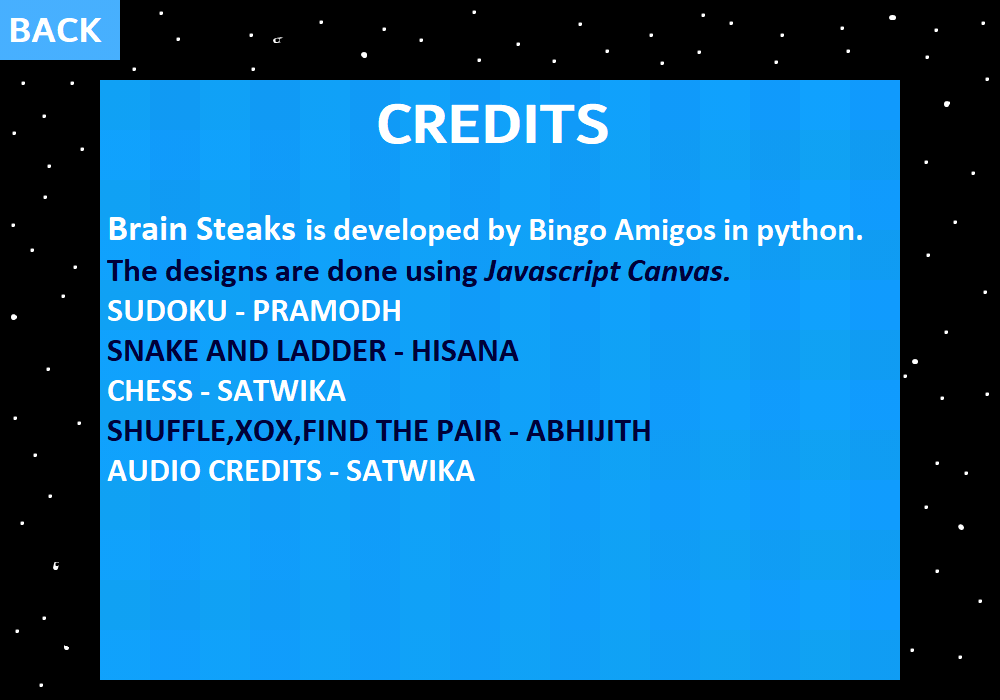 BACK
CREDITS
Brain Steaks is developed by Bingo Amigos in python.
The designs are done using Javascript Canvas.
SUDOKU - PRAMODH
SNAKE AND LADDER - HISANA
CHESS - SATWIKA
SHUFFLE,XOX,FIND THE PAIR - ABHIJITH
AUDIO CREDITS - SATWIKA